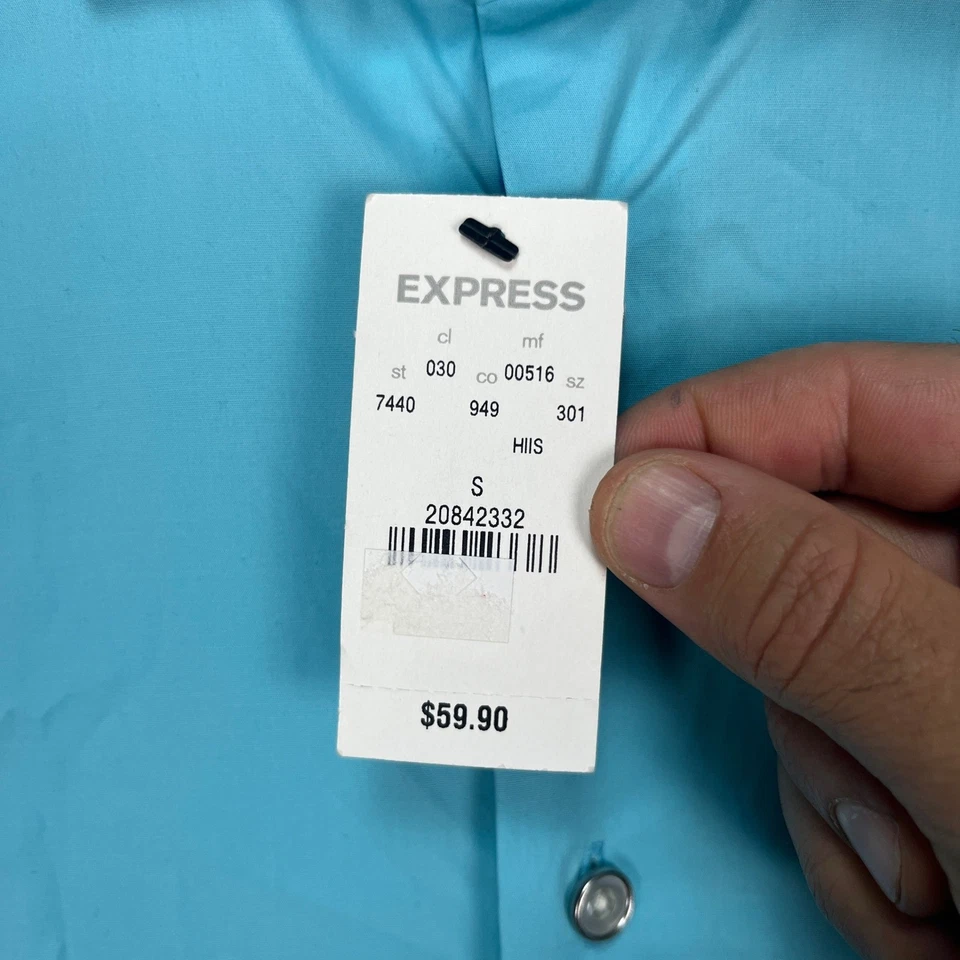 EXPRESS
cl mf
st 030 co 00516 sz
7440 949 301
HIIS
S
20842332
$59.90